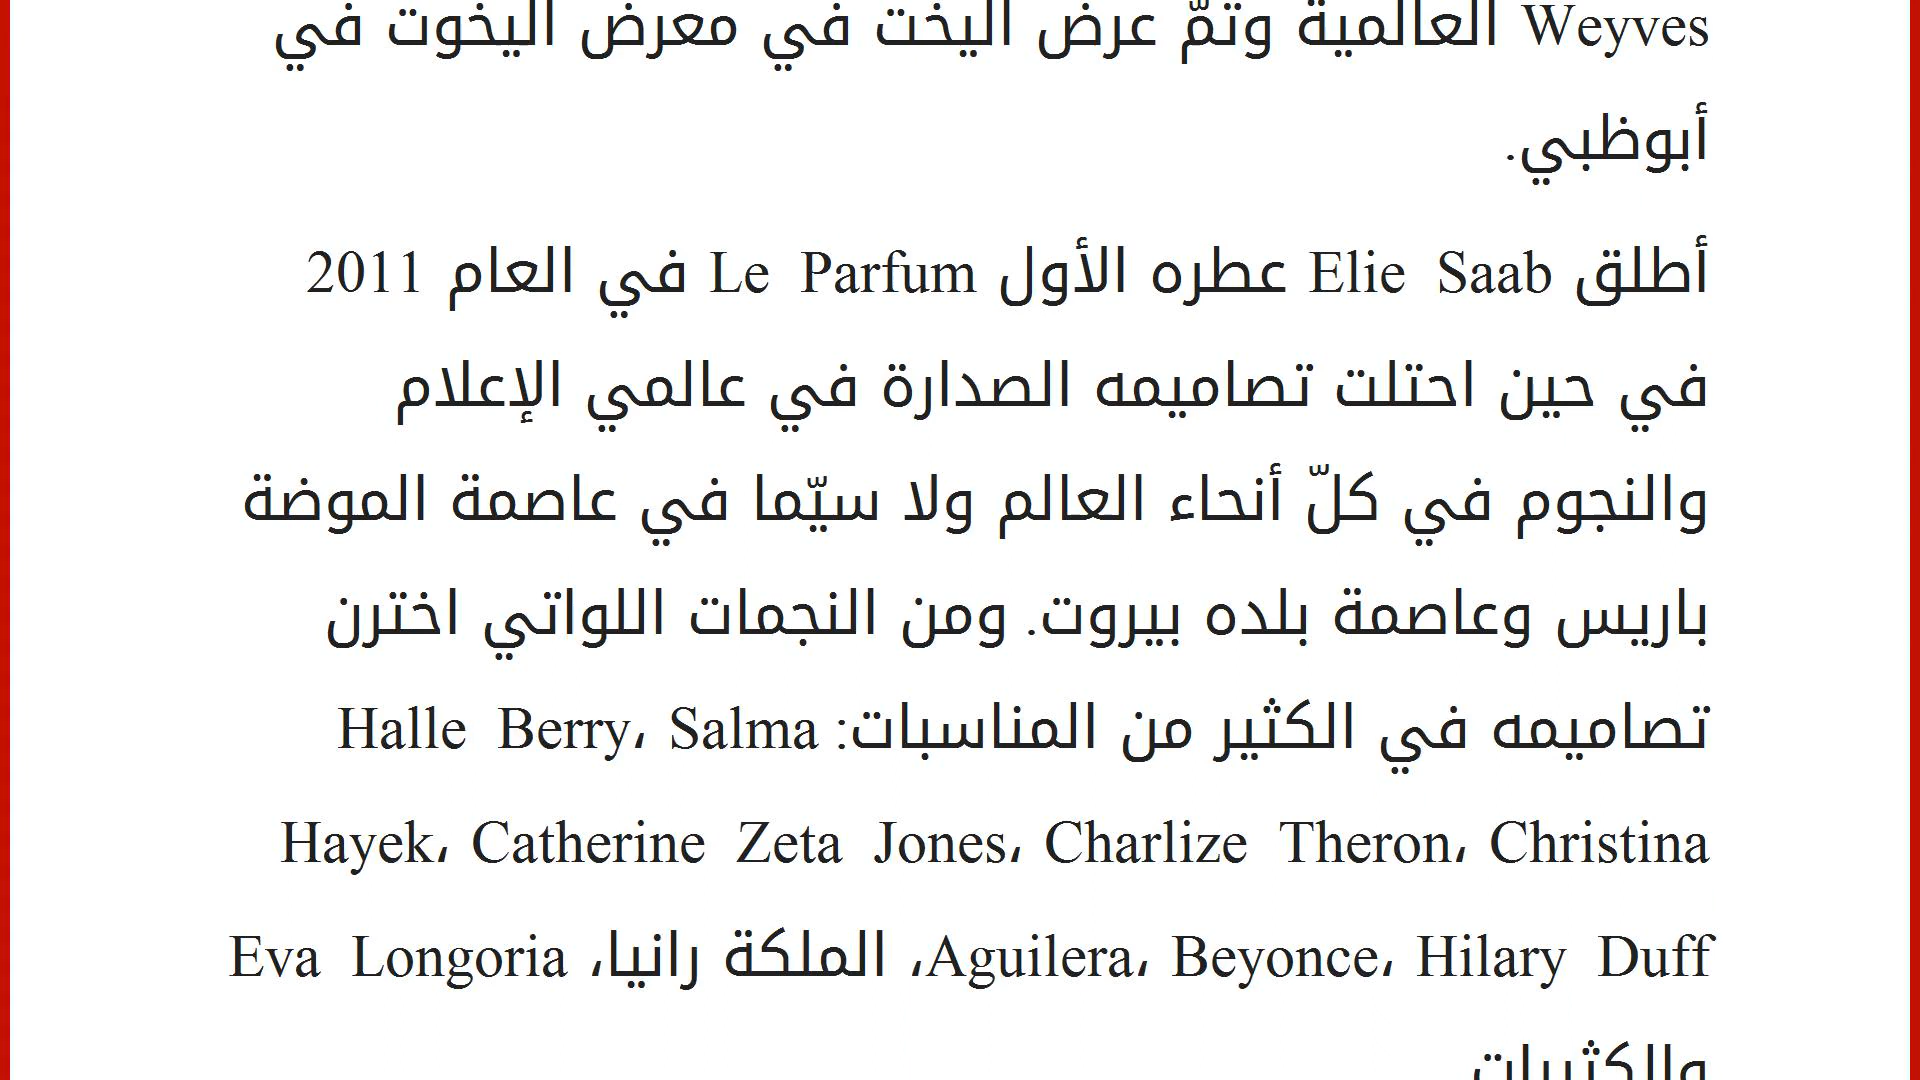 Weyves العالمية وتمّ عرض اليخت في معرض اليخوت في
أبوظبي.
أطلق Elie Saab عطره الأول Le Parfum في العام 2011
في حين احتلت تصاميمه الصدارة في عالمي الإعلام
والنجوم في كلّ أنحاء العالم ولا سيّما في عاصمة الموضة
باريس وعاصمة بلده بيروت. ومن النجمات اللواتي اخترن
تصاميمه في الكثير من المناسبات: Halle Berry، Salma
Hayek، Catherine Zeta Jones، Charlize Theron، Christina
Aguilera، Beyonce، Hilary Duff، الملكة رانيا، Eva Longoria
والكثيرات